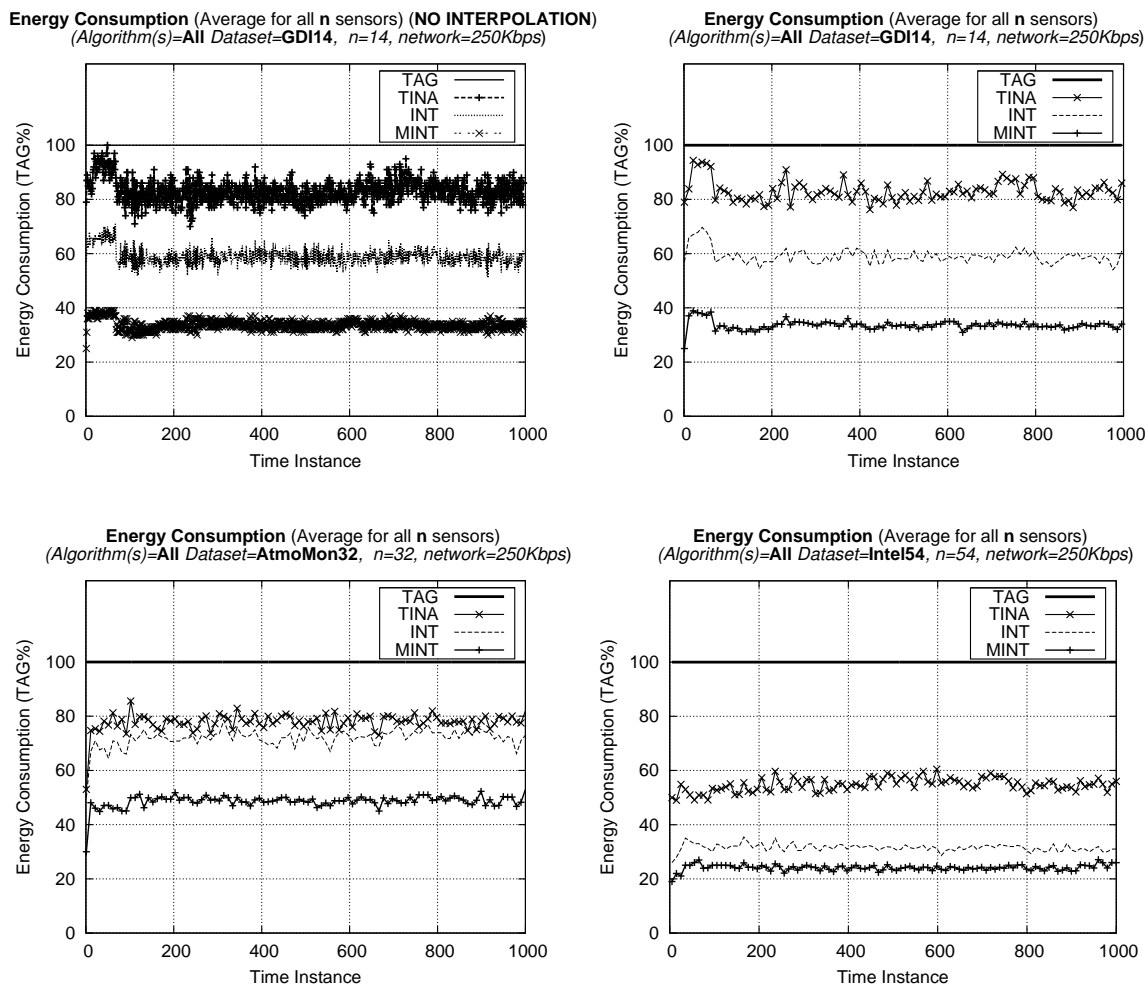 Energy Consumption (Average for all n sensors) (NO INTERPOLATION)
(Algorithm(s)=All Dataset=GDI14, n=14, network=250Kbps)
TAG
TINA
INT
MINT
Energy Consumption (TAG%)
100
80
60
40
20
0
0 200 400 600 800 1000
Time Instance
Energy Consumption (Average for all n sensors)
(Algorithm(s)=All Dataset=GDI14, n=14, network=250Kbps)
TAG
TINA
INT
MINT
Energy Consumption (TAG%)
100
80
60
40
20
0
0 200 400 600 800 1000
Time Instance
Energy Consumption (Average for all n sensors)
(Algorithm(s)=All Dataset=AtmoMon32, n=32, network=250Kbps)
TAG
TINA
INT
MINT
Energy Consumption (TAG%)
100
80
60
40
20
0
0 200 400 600 800 1000
Time Instance
Energy Consumption (Average for all n sensors)
(Algorithm(s)=All Dataset=Intel54, n=54, network=250Kbps)
TAG
TINA
INT
MINT
Energy Consumption (TAG%)
100
80
60
40
20
0
0 200 400 600 800 1000
Time Instance